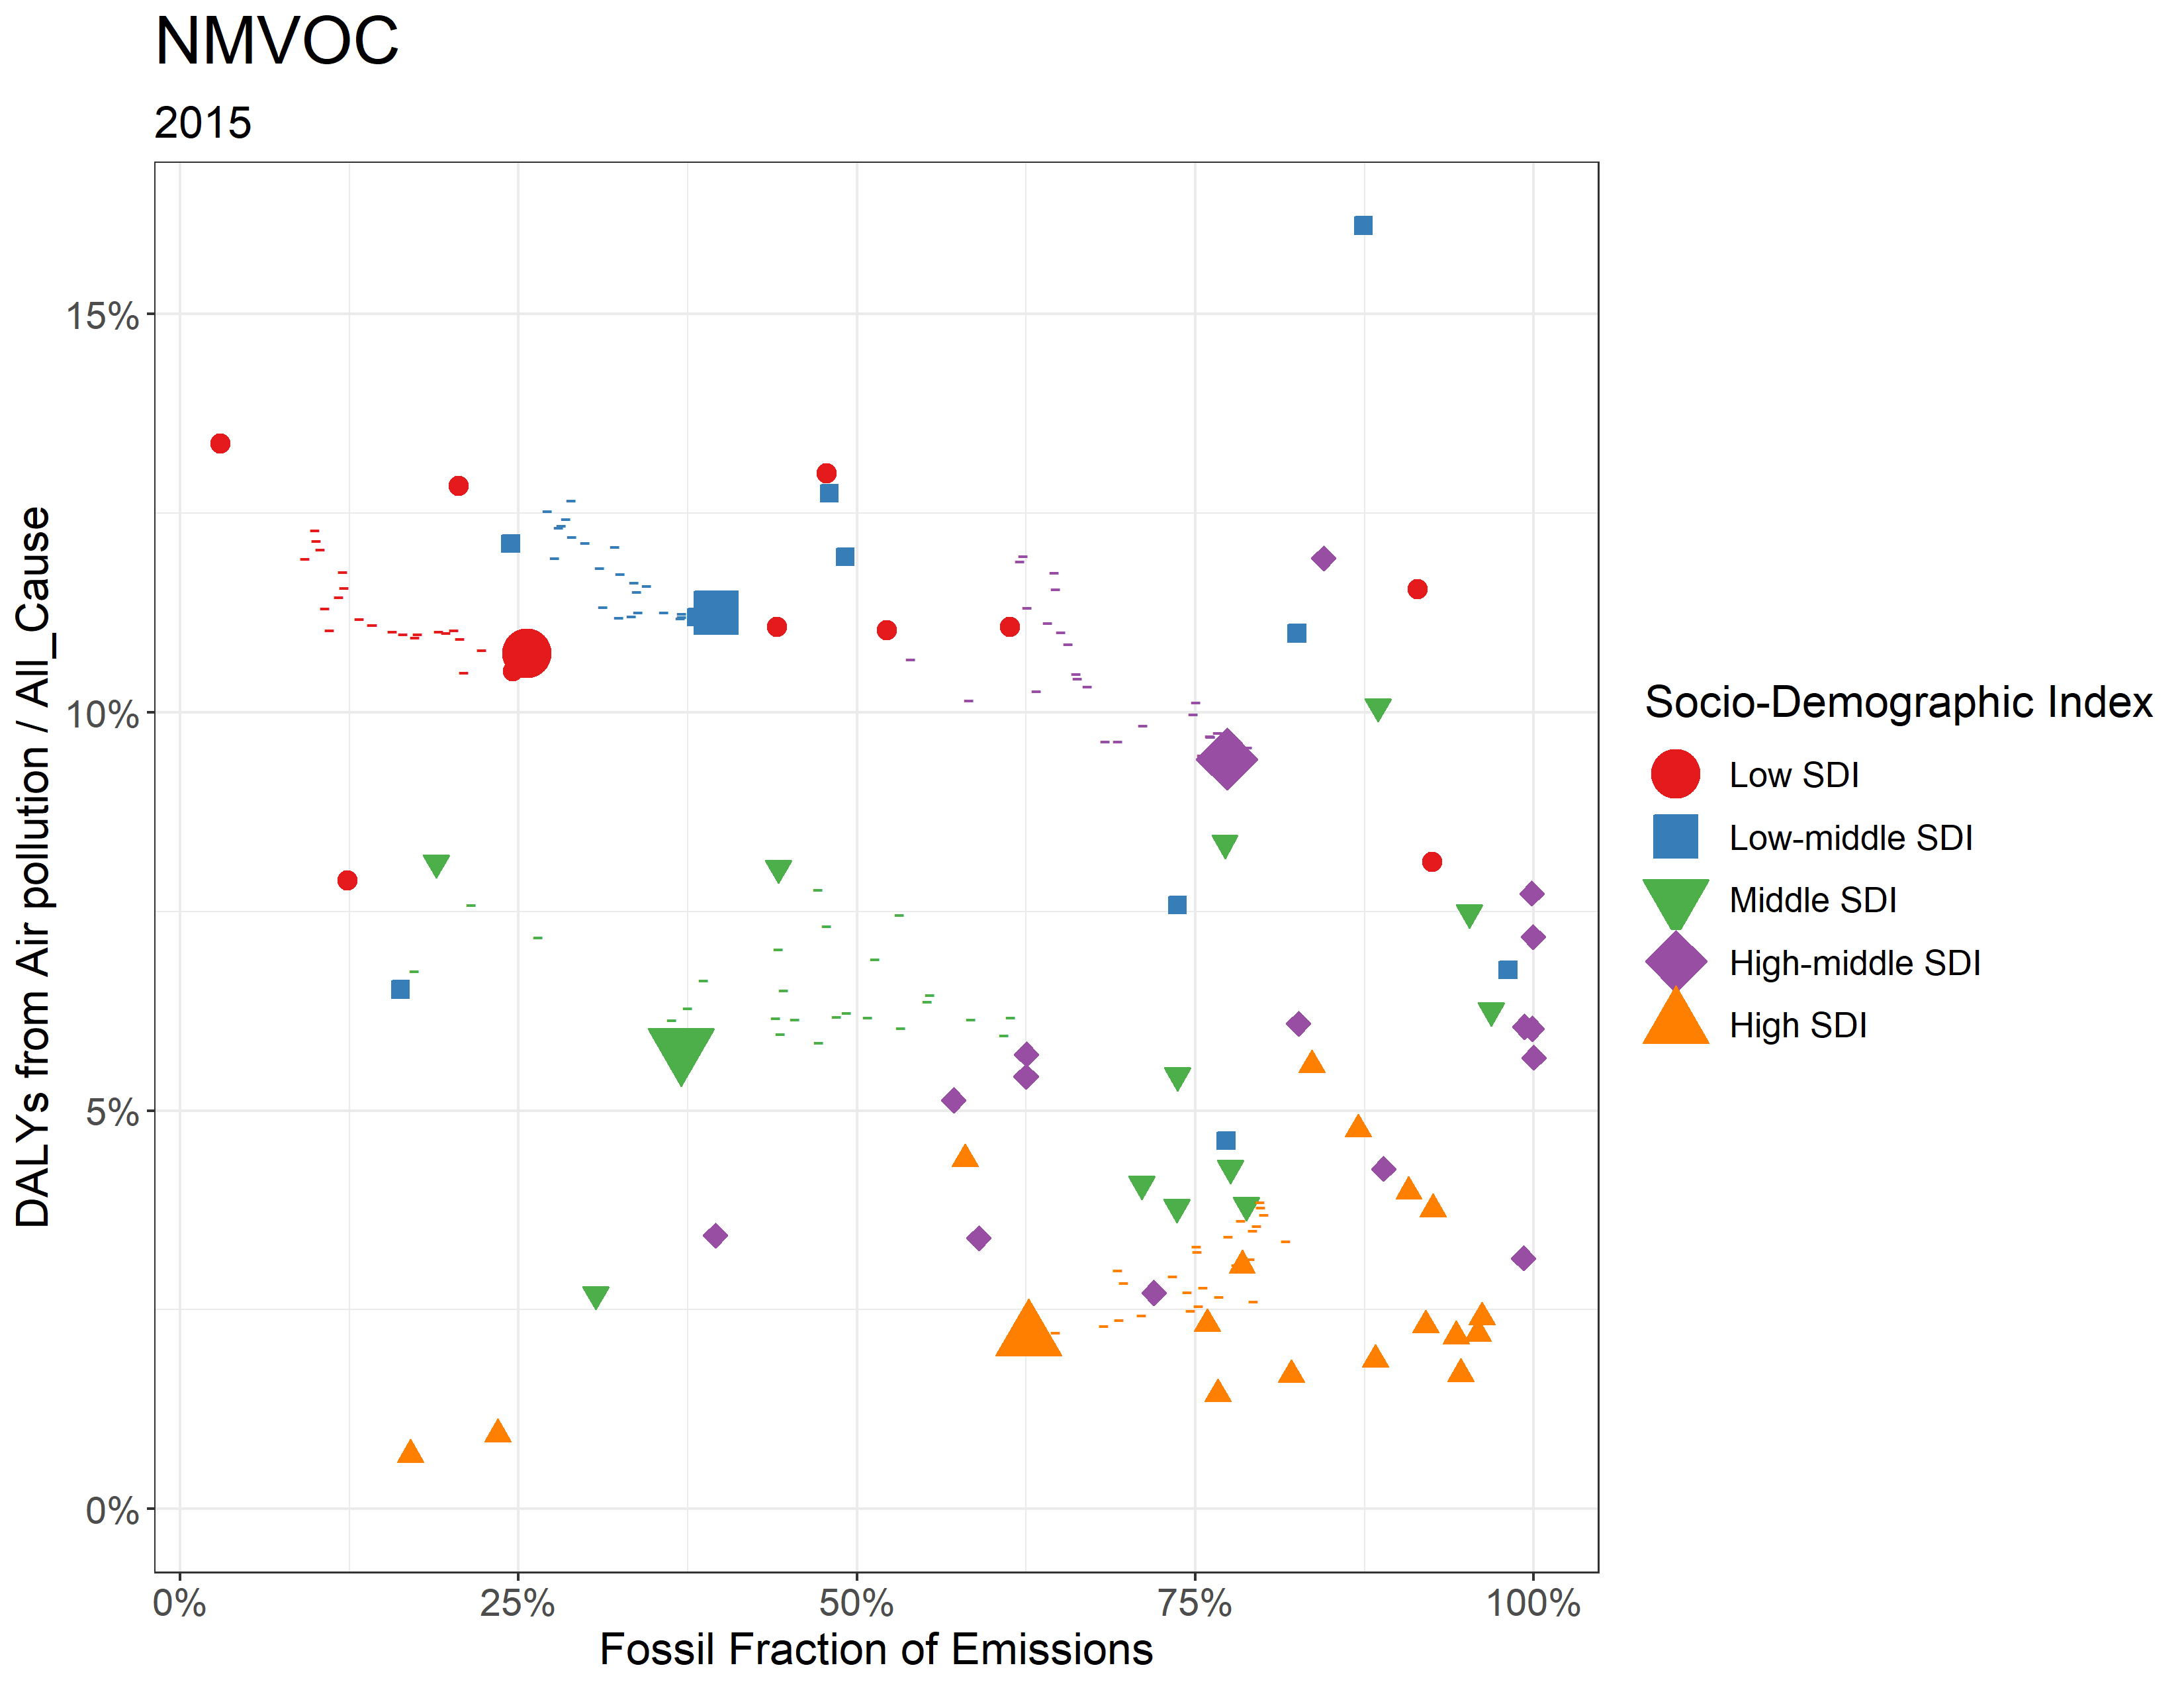 NMVOC
2015
DALYs from Air pollution / All_Cause
15%
10%
5%
0%
0%
25%
50%
75%
100%
Fossil Fraction of Emissions
Socio-Demographic Index
Low SDI
Low-middle SDI
Middle SDI
High-middle SDI
High SDI